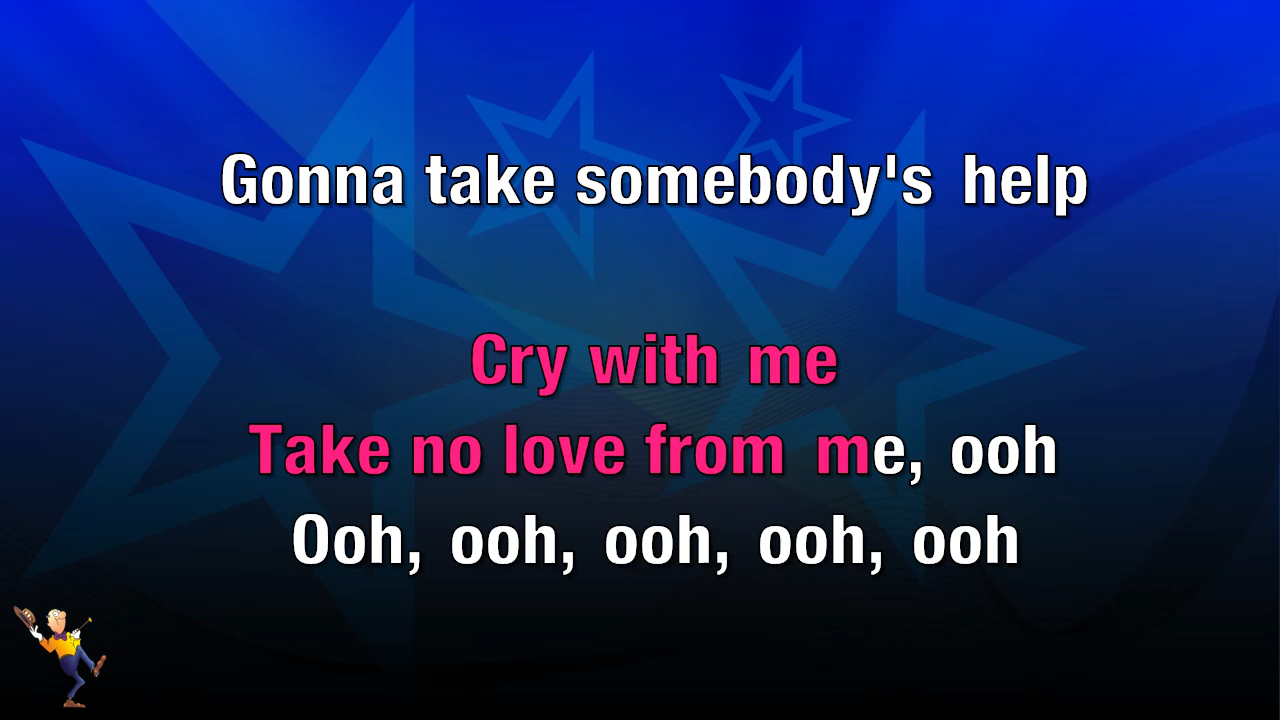 Gonna take somebody's help
Cry with me
Take no love from me, ooh
Ooh, ooh, ooh, ooh, ooh